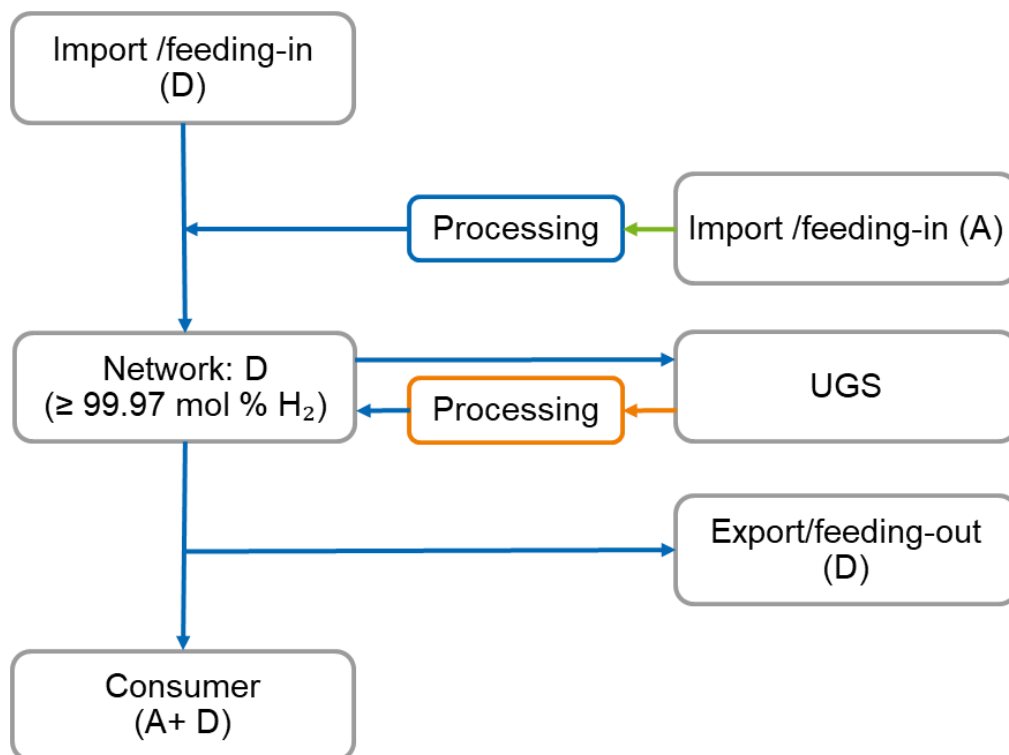 Import /feeding-in
(D)
Processing
Import /feeding-in (A)
Network: D
(≥ 99.97 mol % H₂)
Processing
UGS
Export/feeding-out
(D)
Consumer
(A+ D)